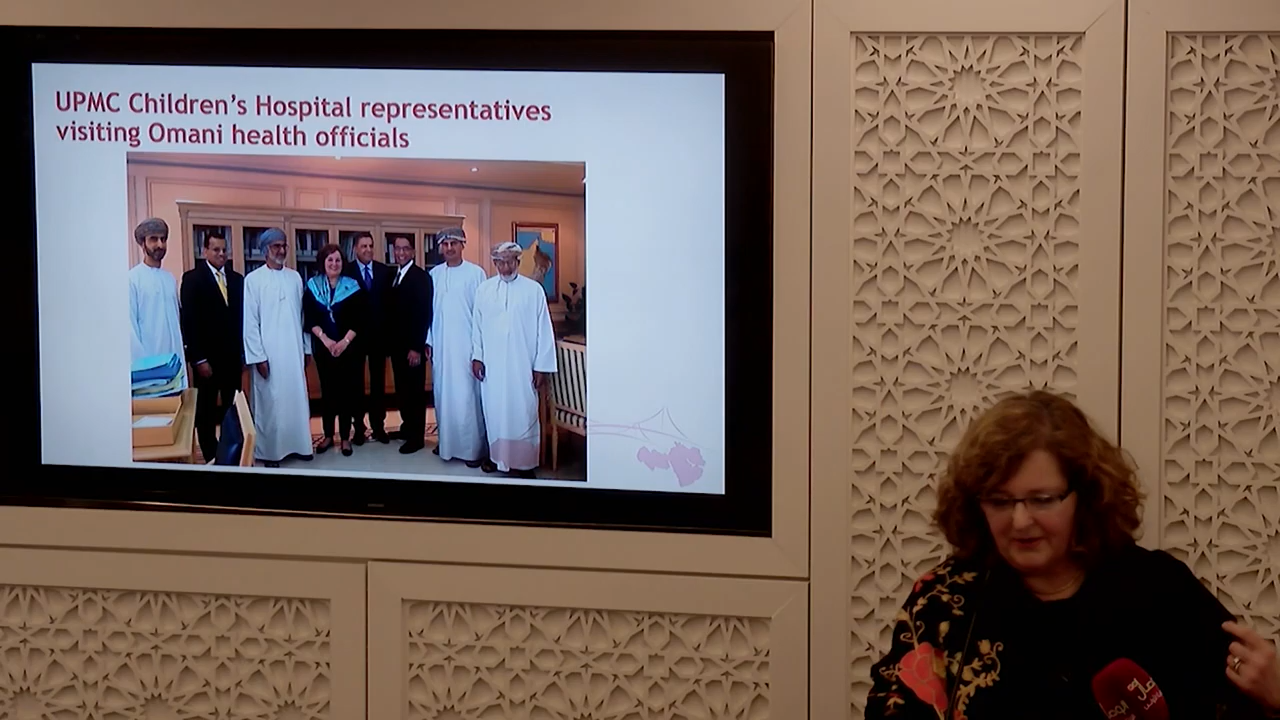 UPMC Children's Hospital representatives
visiting Omani health officials